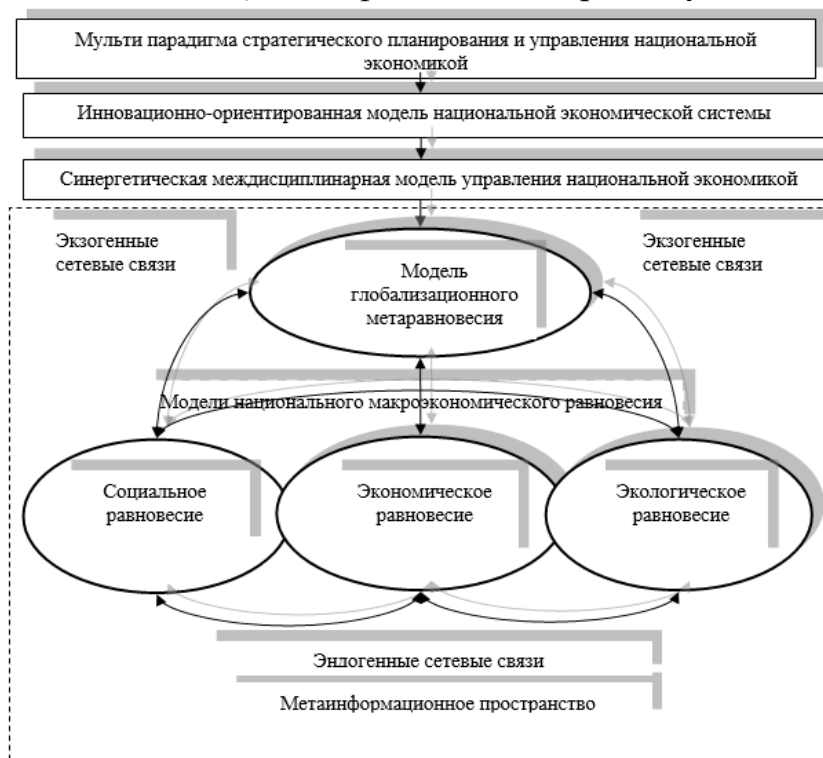 Мульти парадигма стратегического планирования и управления национальной
экономикой
Инновационно-ориентированная модель национальной экономической системы
Синергетическая междисциплинарная модель управления национальной экономикой
Экзогенные
сетевые связи
Экзогенные
сетевые связи
Модель
глобализационного
метаравновесия
Модели национального макроэкономического равновесия
Социальное
равновесие
Экономическое
равновесие
Экологическое
равновесие
Эндогенные сетевые связи
Метаинформационное пространство